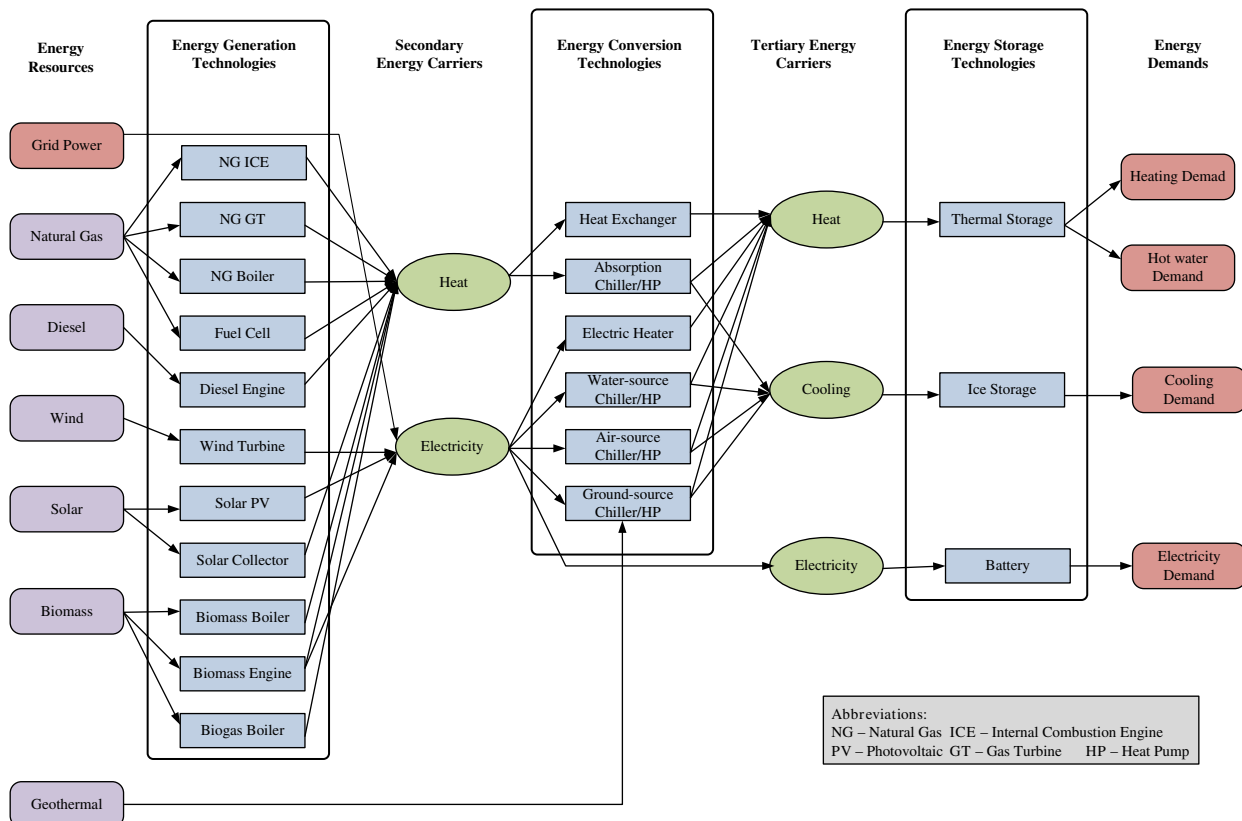 Energy
Resources
Energy Generation
Technologies
Secondary
Energy Carriers
Energy Conversion
Technologies
Tertiary Energy
Carriers
Energy Storage
Technologies
Energy
Demands
Grid Power
Natural Gas
Diesel
Wind
Solar
Biomass
Geothermal
NG ICE
NG GT
NG Boiler
Fuel Cell
Diesel Engine
Wind Turbine
Solar PV
Solar Collector
Biomass Boiler
Biomass Engine
Biogas Boiler
Heat
Electricity
Heat Exchanger
Absorption
Chiller/HP
Electric Heater
Water-source
Chiller/HP
Air-source
Chiller/HP
Ground-source
Chiller/HP
Heat
Cooling
Electricity
Thermal Storage
Ice Storage
Battery
Heating Demad
Hot water
Demand
Cooling
Demand
Electricity
Demand
Abbreviations:
NG – Natural Gas ICE – Internal Combustion Engine
PV – Photovoltaic GT – Gas Turbine HP – Heat Pump